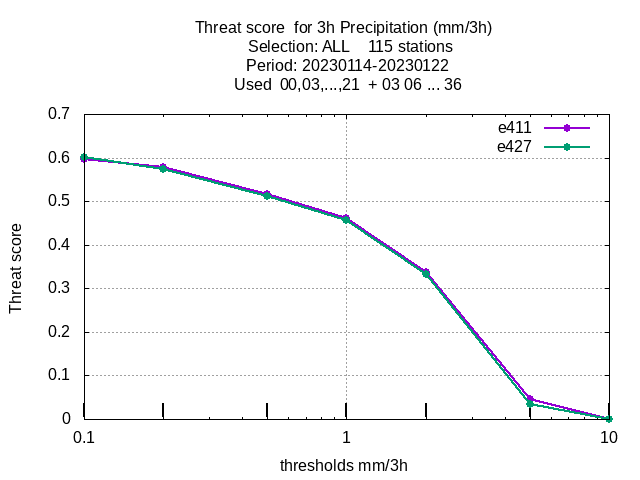 Threat score  for 3h Precipitation (mm/3h)
Selection: ALL    115 stations
Period: 20230114-20230122
Used  00,03,...,21  + 03 06 ... 36
0.7
0.6
0.5
0.4
0.3
0.2
0.1
0
Threat score
e411
e427
0.1
1
10
thresholds mm/3h